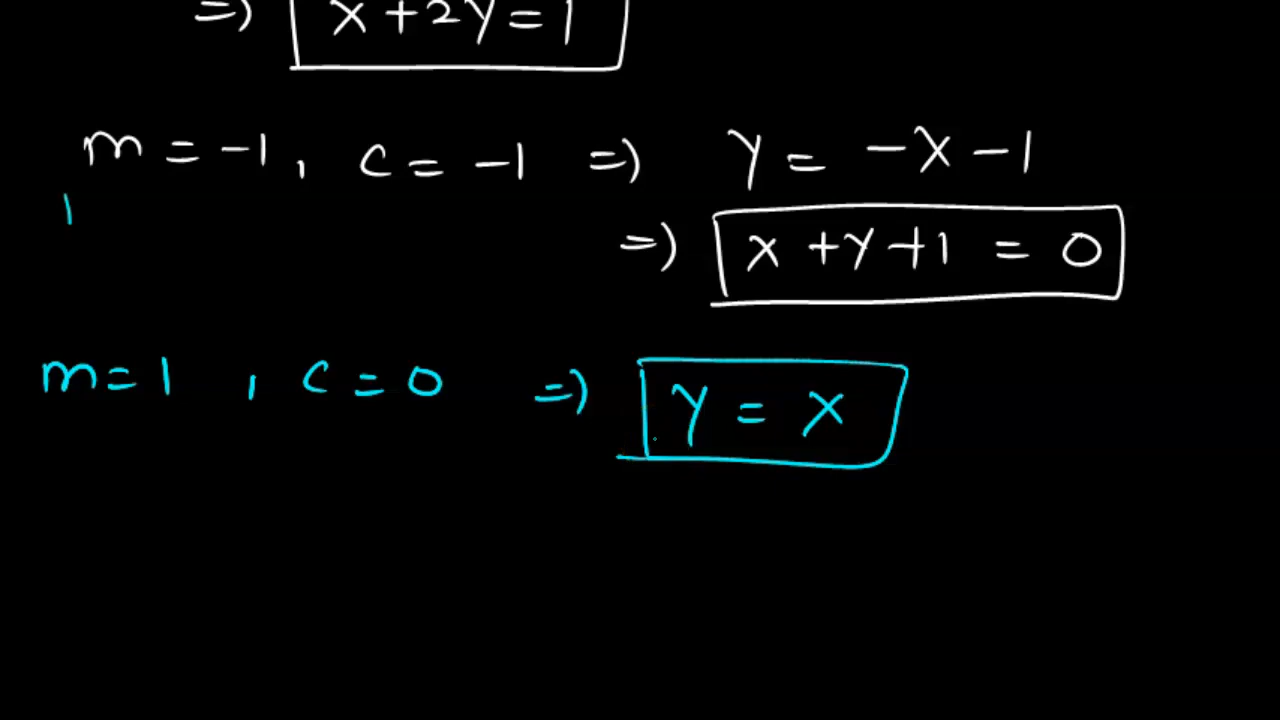 =) x + 2y = 1
m = -1 , c = -1 =) y = -x - 1
=) x + y + 1 = 0
m = 1 , c = 0 =) y = x